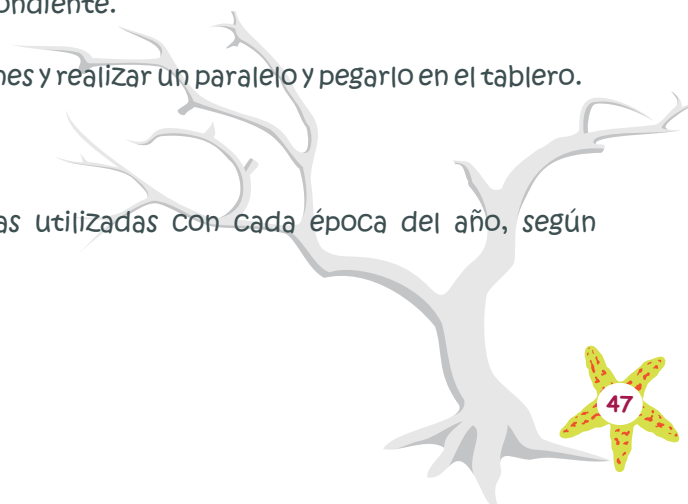 ondiente.
nes y realizar un paralelo y pegarlo en el tablero.
as utilizadas con cada época del año, según
47